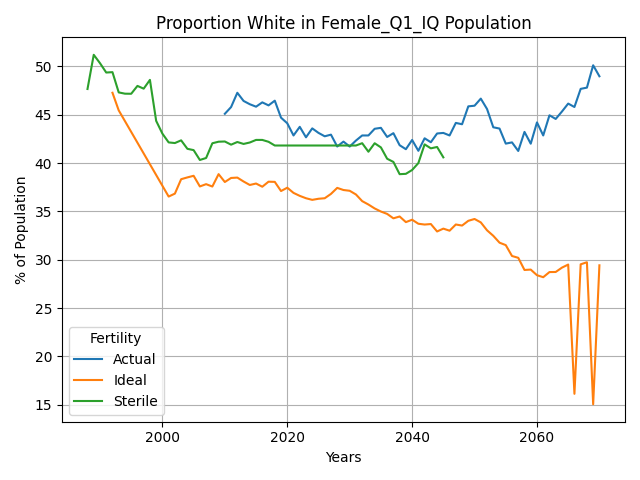 Proportion White in Female_Q1_IQ Population
% of Population
50
45
40
35
30
25
20
15
Fertility
Actual
Ideal
Sterile
2000
2020
2040
2060
Years